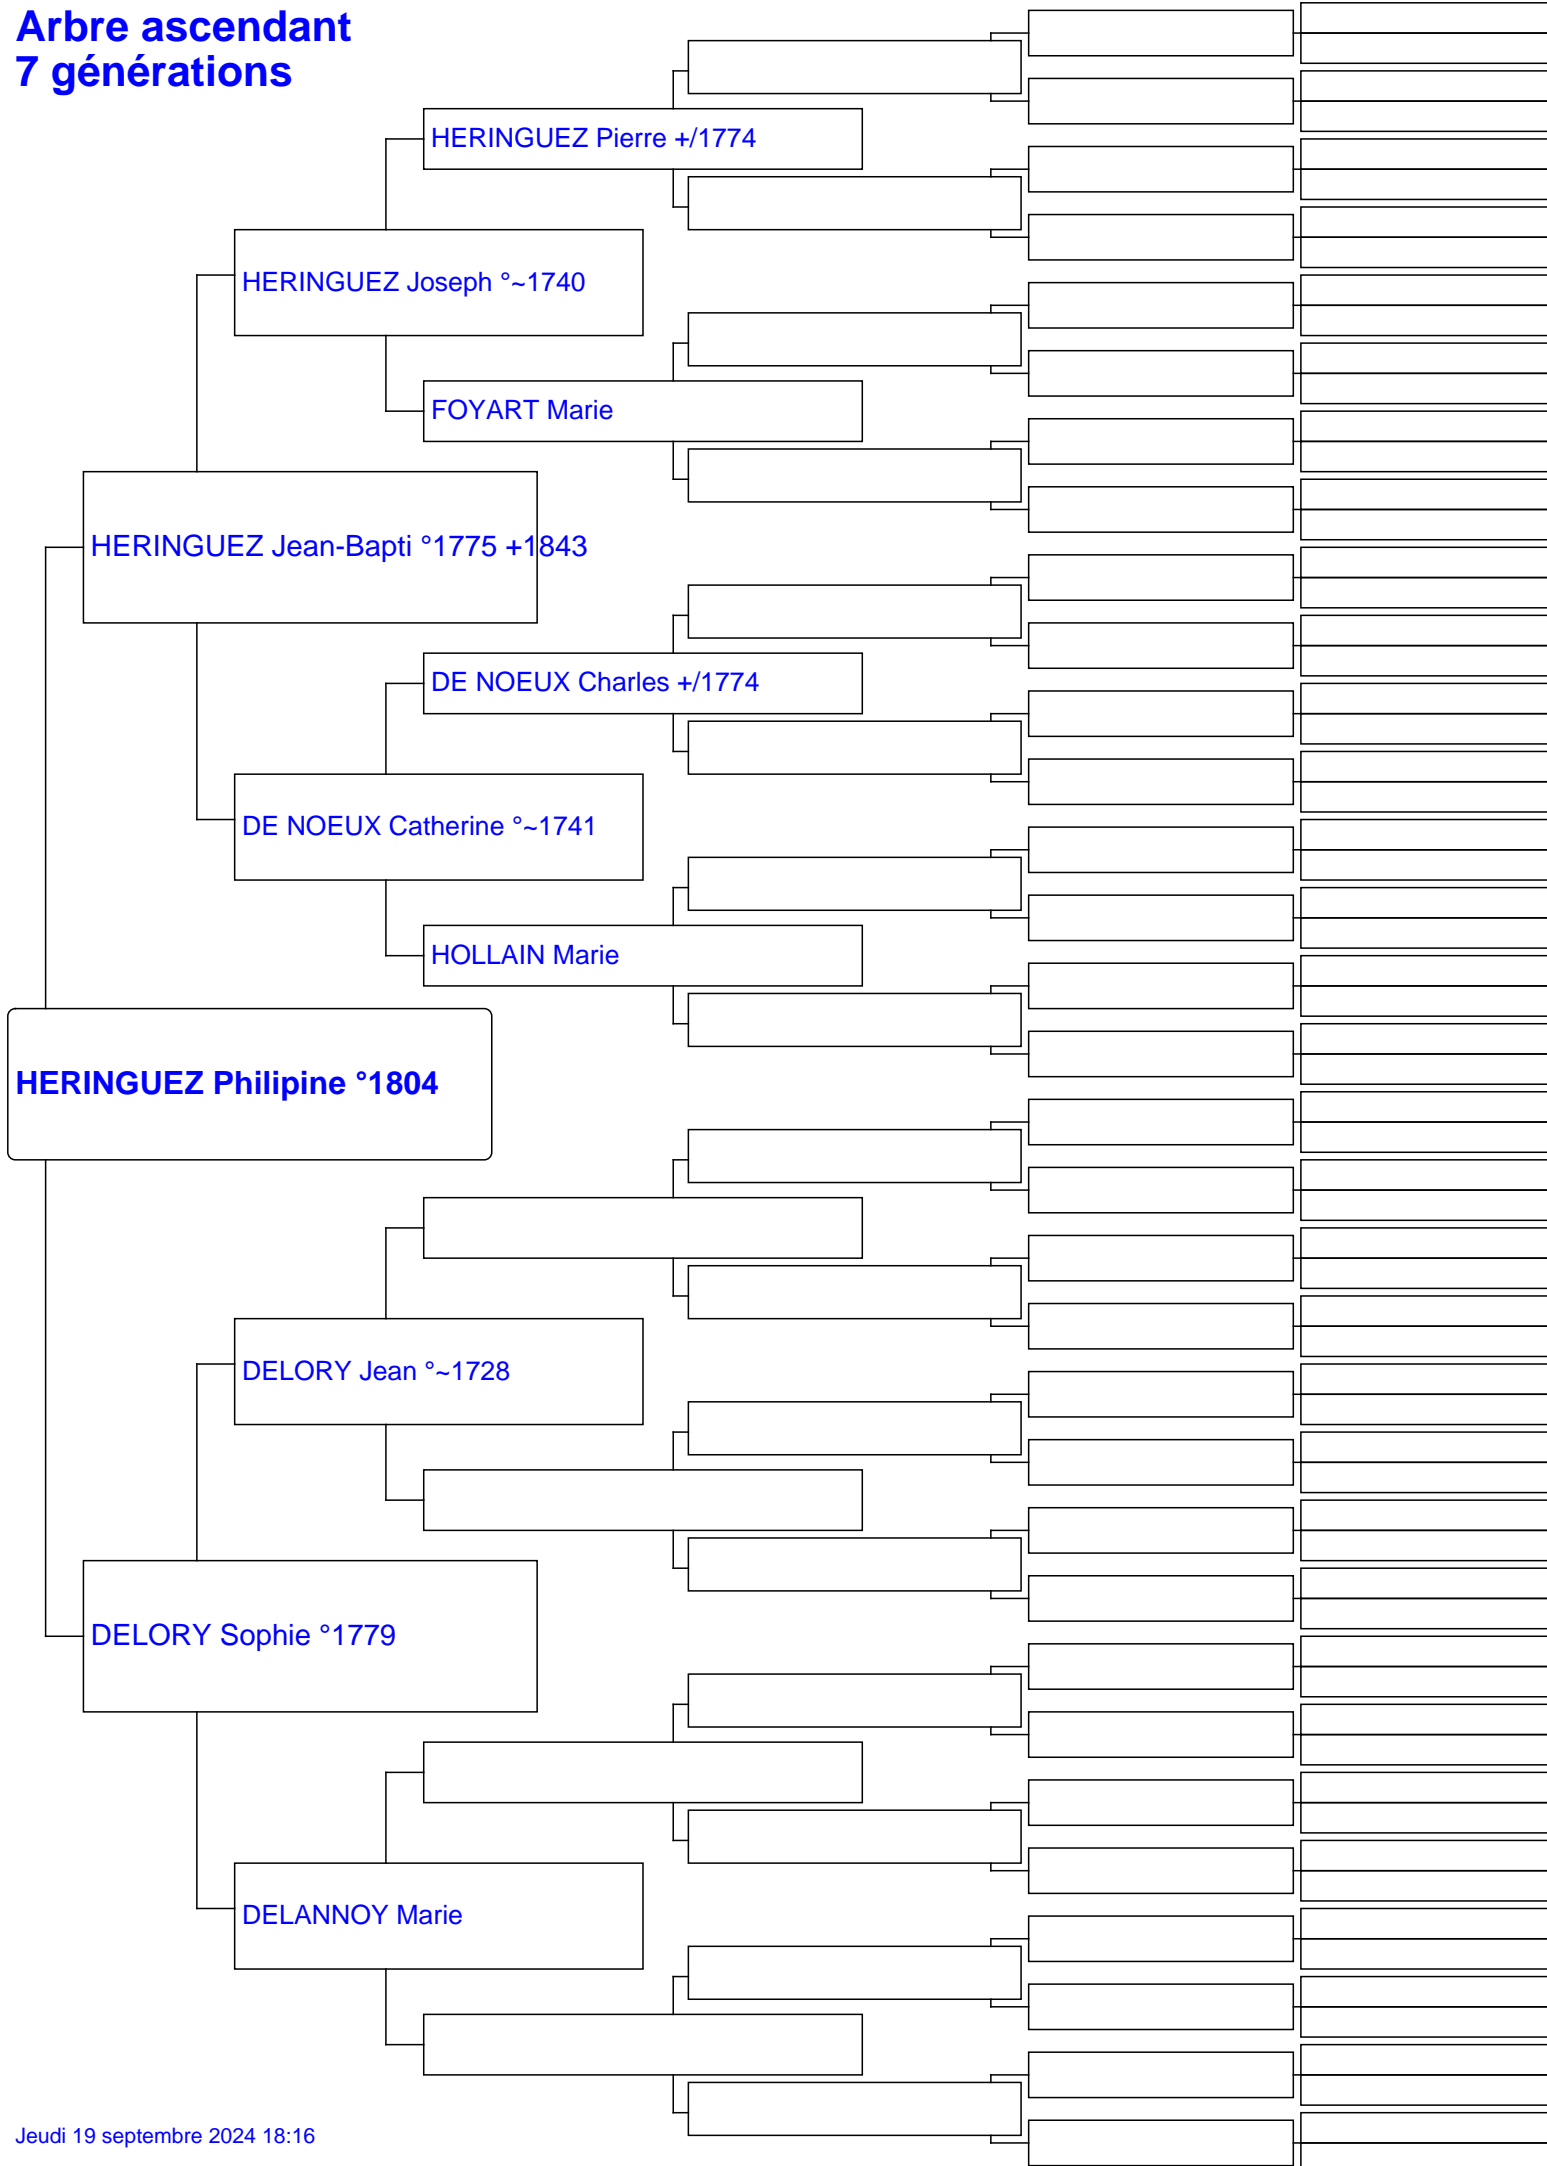 Arbre ascendant
7 générations
HERINGUEZ Pierre +/1774
HERINGUEZ Joseph °~1740
FOYART Marie
HERINGUEZ Jean-Bapti °1775 +1843
DE NOEUX Charles +/1774
DE NOEUX Catherine °~1741
HOLLAIN Marie
HERINGUEZ Philipine °1804
DELORY Jean °~1728
DELORY Sophie °1779
DELANNOY Marie
Jeudi 19 septembre 2024 18:16